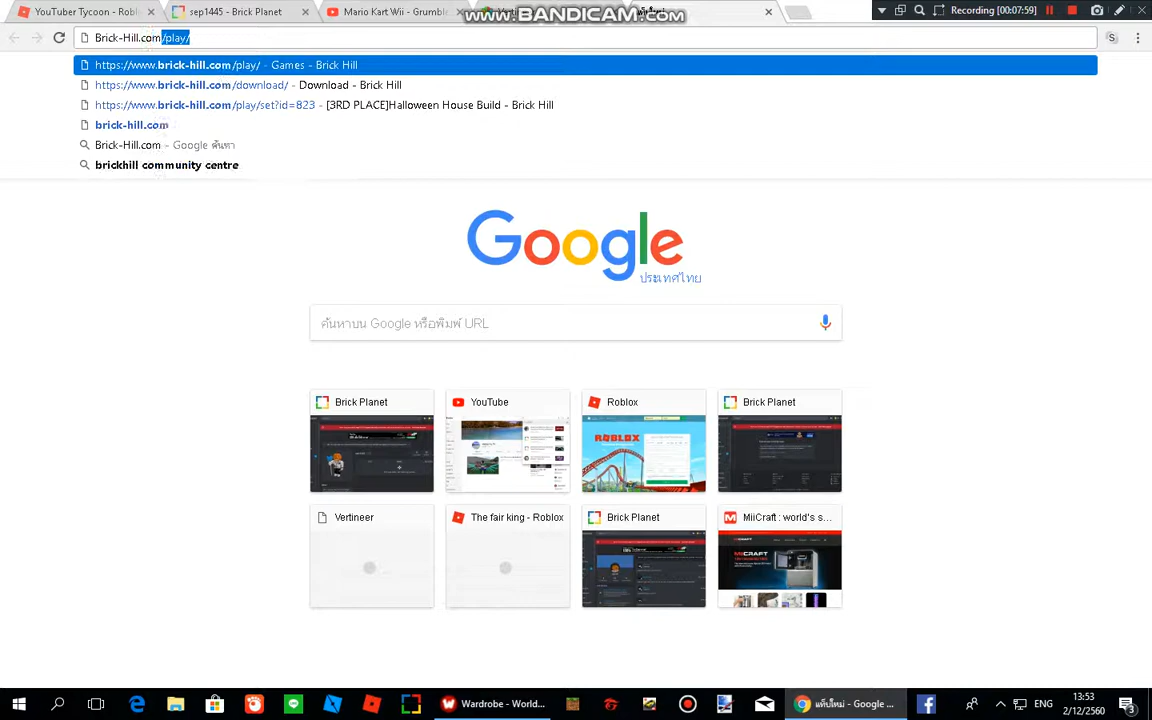 YouTuber Tycoon - Robl
sep1445 - Brick Planet
Mario Kart Wii - Grumble
www.BANDICAM.com
Recording [00:07:59]
Brick-Hill.com/play/
https://www.brick-hill.com/play/ - Games - Brick Hill
https://www.brick-hill.com/download/ - Download - Brick Hill
https://www.brick-hill.com/play/set?id=823 - [3RD PLACE]Halloween House Build - Brick Hill
brick-hill.com
Brick-Hill.com - Google ค้นหา
brickhill community centre
Google
ประเทศไทย
ค้นหาบน Google หรือพิมพ์ URL
Brick Planet
YouTube
Roblox
Brick Planet
ROBLOX
Vertineer
The fair king - Roblox
Brick Planet
MiiCraft : world's s...
MIICRAFT
Wardrobe - World...
แท็บใหม่ - Google ...
ENG
13:53
2/12/2560
3